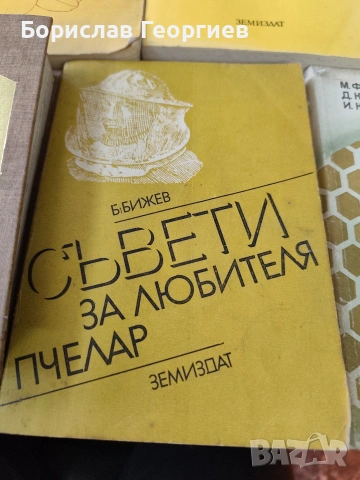 Борислав Георгиев
ЗЕМИЗДАТ
М.Ф
Д.Н
И.Н
Б.БИЖЕВ
СЪВЕТИ
ЗА ЛЮБИТЕЛЯ
ПЧЕЛАР
ЗЕМИЗДАТ
BAZAR